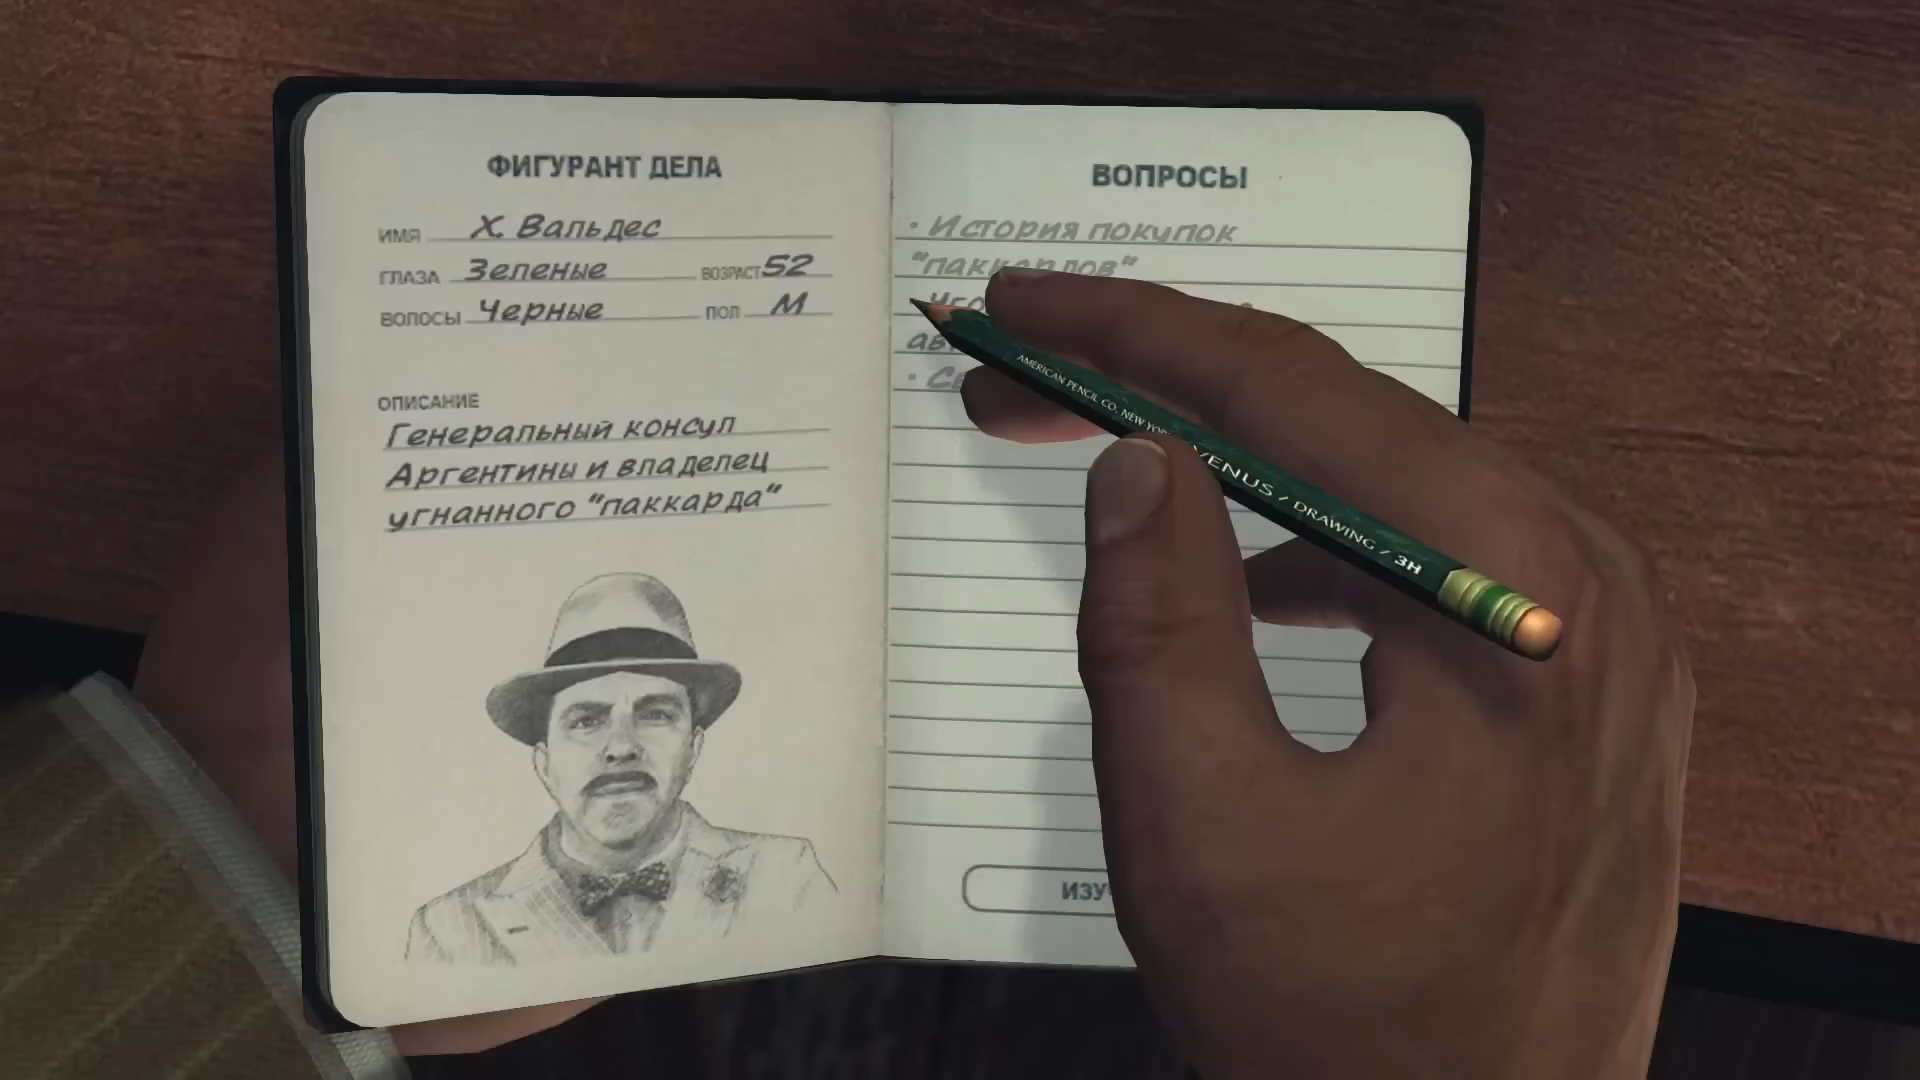 ФИГУРАНТ ДЕЛА
ИМЯ Х. Вальдес
ГЛАЗА Зеленые ВОЗРАСТ 52
ВОЛОСЫ Черные ПОЛ М
ОПИСАНИЕ
Генеральный консул
Аргентины и владелец
угнанного "паккарда"
ВОПРОСЫ
• История покупок
"паккардов"
AMERICAN PENCIL CO. NEW YORK
VENUS / DRAWING / 3H